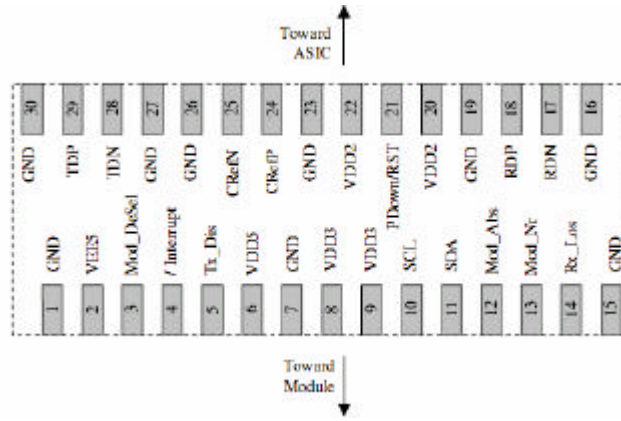 Toward
ASIC
30 29 28 27 26 25 24 23 22 21 20 19 18 17 16
GND TDP TDN GND GND CRefN CRefP GND VDD2 PDown/RST VDD2 GND RDP RDN GND
GND VEE5 Mod_DeSel / Interrupt Tx_Dis VDD5 GND VDD3 VDD3 SCL SDA Mod_Abs Mod_Nr Rx_Los GND
1 2 3 4 5 6 7 8 9 10 11 12 13 14 15
Toward
Module